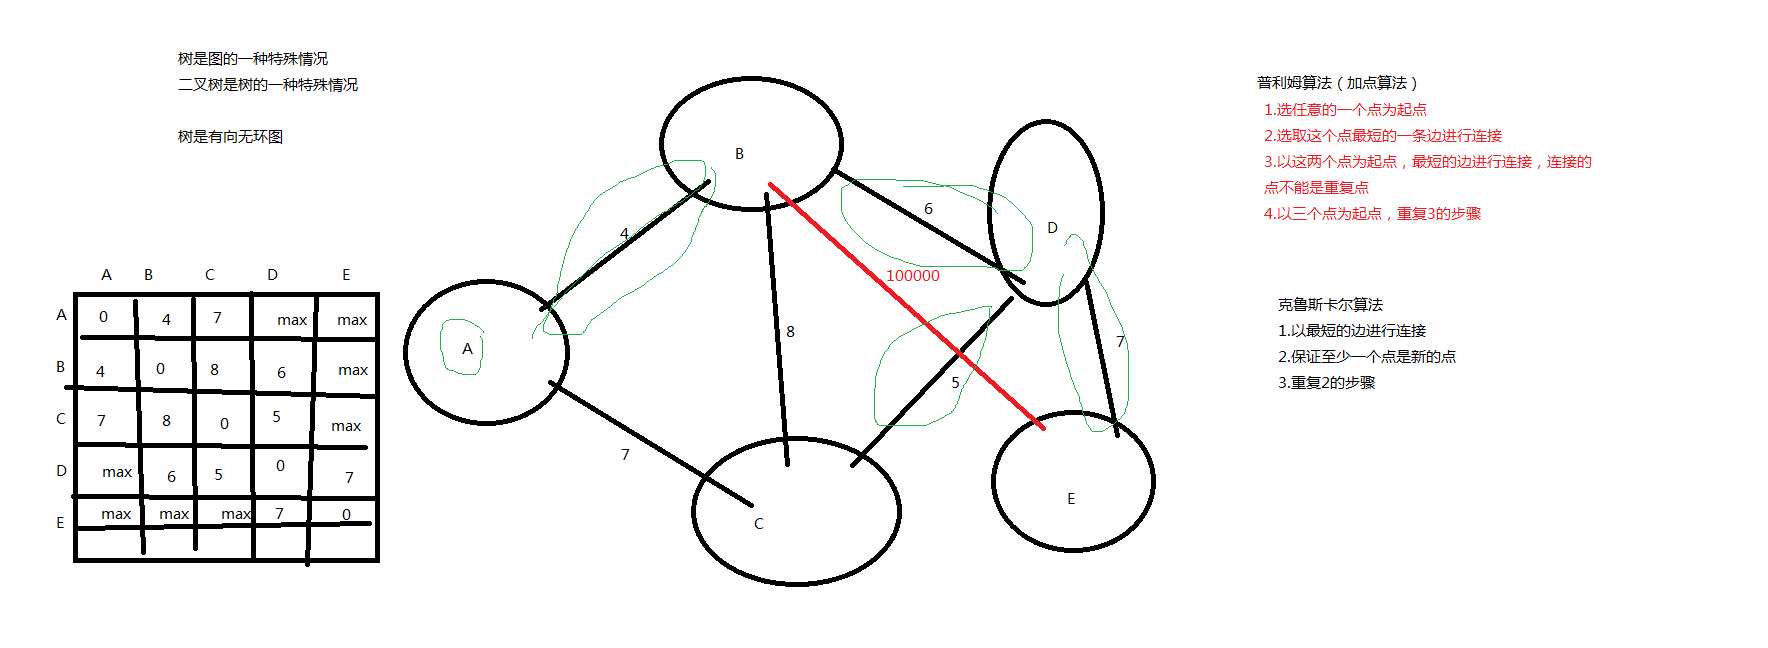 树是图的一种特殊情况
二叉树是树的一种特殊情况
树是有向无环图
A B C D E
A 0 4 7 max max
B 4 0 8 6 max
C 7 8 0 5 max
D max 6 5 0 7
E max max max 7 0
B
D
4
6
100000
A
8
7
5
7
C
E
普利姆算法（加点算法）
1.选任意的一个点为起点
2.选取这个点最短的一条边进行连接
3.以这两个点为起点，最短的边进行连接，连接的
点不能是重复点
4.以三个点为起点，重复3的步骤
克鲁斯卡尔算法
1.以最短的边进行连接
2.保证至少一个点是新的点
3.重复2的步骤